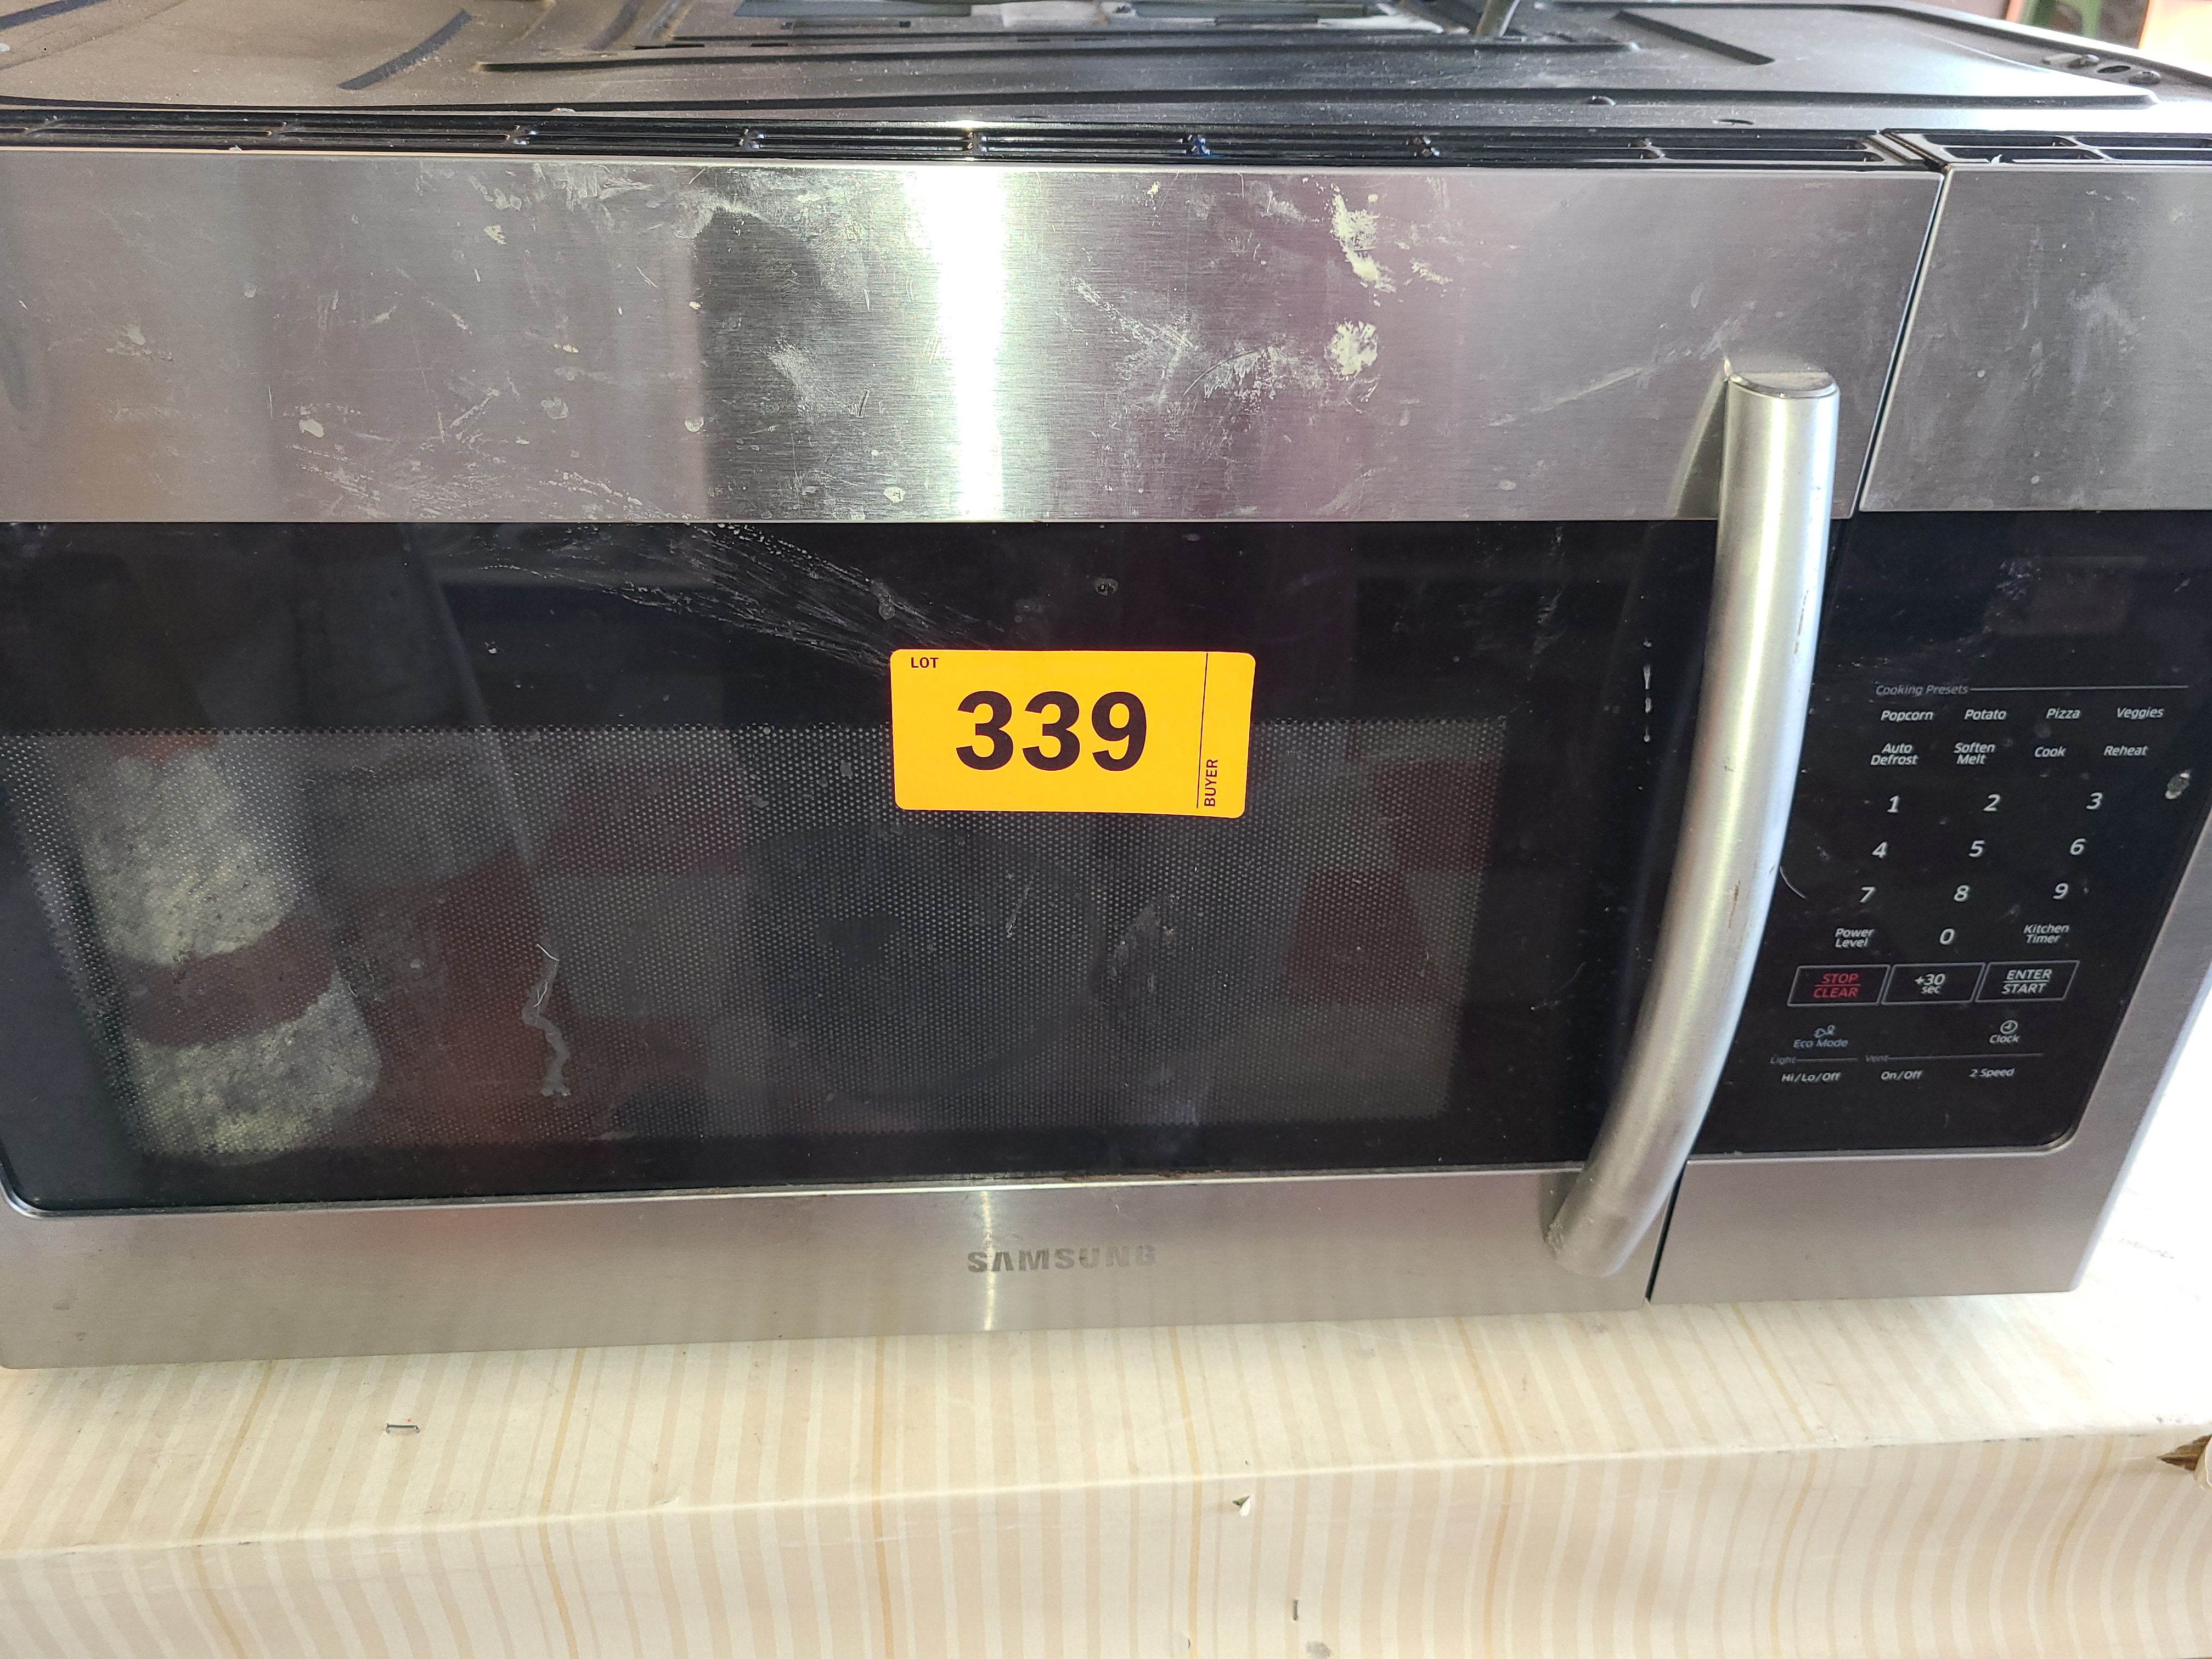 LOT
339
BUYER
Cooking Presets
Popcorn Potato Pizza Veggies
Auto Defrost Soften Melt Cook Reheat
1 2 3
4 5 6
7 8 9
Power Level 0 Kitchen Timer
STOP CLEAR +30 sec ENTER START
Eco Mode Clock
Light Vent
Hi/Lo/Off On/Off 2 Speed
SAMSUNG